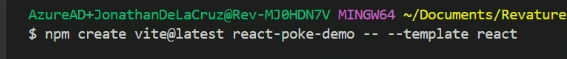 AzureAD+JonathanDeLaCruz@Rev-MJ0HDN7V MINGW64 ~/Documents/Revature
$ npm create vite@latest react-poke-demo -- --template react